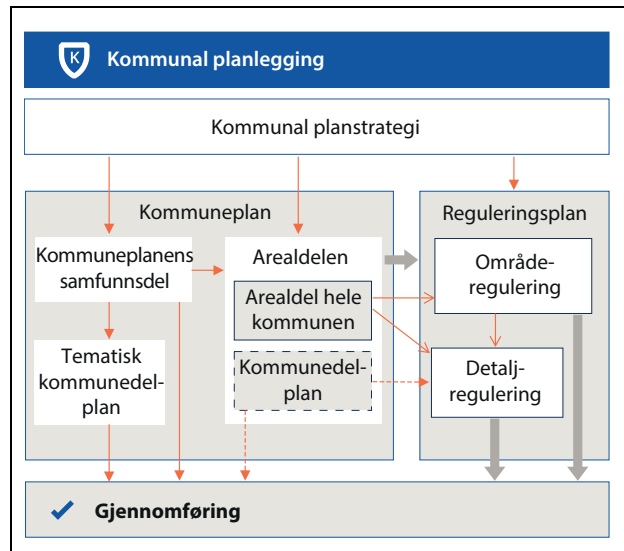 K
Kommunal planlegging
Kommunal planstrategi
Kommuneplan
Kommuneplanens
samfunnsdel
Tematisk
kommunedel-
plan
Arealdelen
Arealdel hele
kommunen
Kommunedel-
plan
Reguleringsplan
Område-
regulering
Detalj-
regulering
Gjennomføring